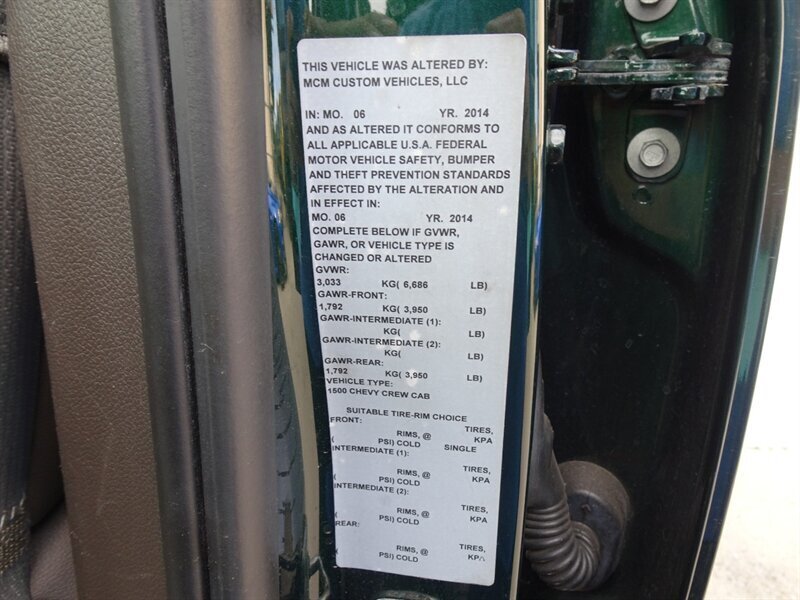 THIS VEHICLE WAS ALTERED BY:
MCM CUSTOM VEHICLES, LLC
IN: MO. 06 YR. 2014
AND AS ALTERED IT CONFORMS TO
ALL APPLICABLE U.S.A. FEDERAL
MOTOR VEHICLE SAFETY, BUMPER
AND THEFT PREVENTION STANDARDS
AFFECTED BY THE ALTERATION AND
IN EFFECT IN:
MO. 06 YR. 2014
COMPLETE BELOW IF GVWR,
GAWR, OR VEHICLE TYPE IS
CHANGED OR ALTERED
GVWR:
3,033 KG( 6,686 LB)
GAWR-FRONT:
1,792 KG( 3,950 LB)
GAWR-INTERMEDIATE (1):
KG( LB)
GAWR-INTERMEDIATE (2):
KG( LB)
GAWR-REAR:
1,792 KG( 3,950 LB)
VEHICLE TYPE:
1500 CHEVY CREW CAB
SUITABLE TIRE-RIM CHOICE
FRONT: TIRES,
RIMS, @ KPA
( PSI) COLD SINGLE
INTERMEDIATE (1):
TIRES,
RIMS, @ KPA
( PSI) COLD
INTERMEDIATE (2):
TIRES,
RIMS, @ KPA
( PSI) COLD
REAR:
TIRES,
RIMS, @ KPA
( PSI) COLD